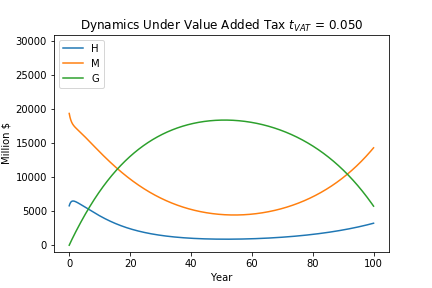 Dynamics Under Value Added Tax t_VAT = 0.050
30000
25000
20000
15000
10000
5000
0
Million $
H
M
G
0 20 40 60 80 100
Year